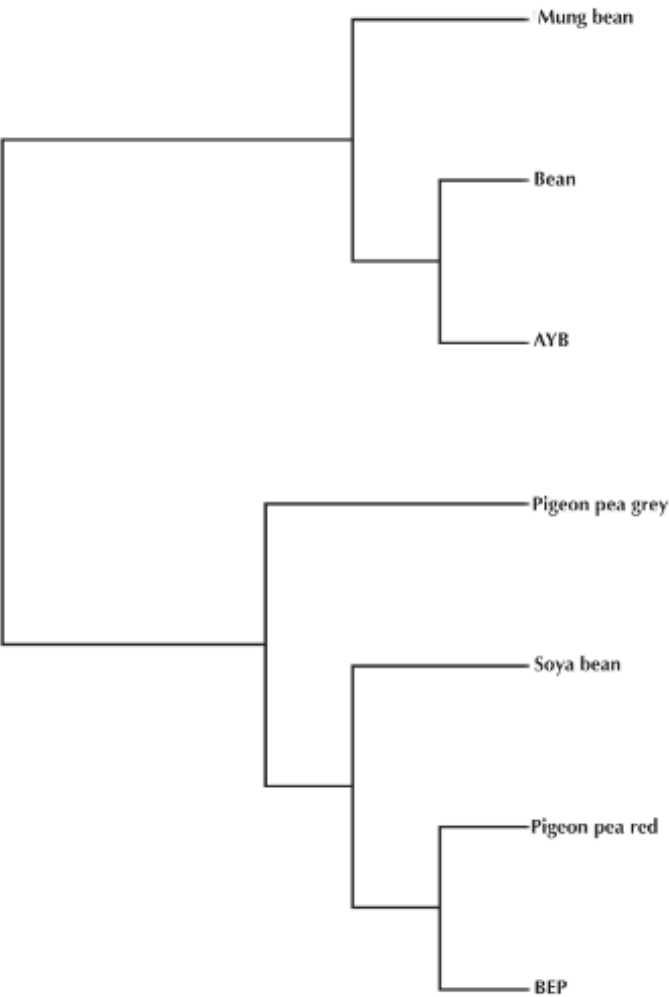 Mung bean
Bean
AYB
Pigeon pea grey
Soya bean
Pigeon pea red
BEP